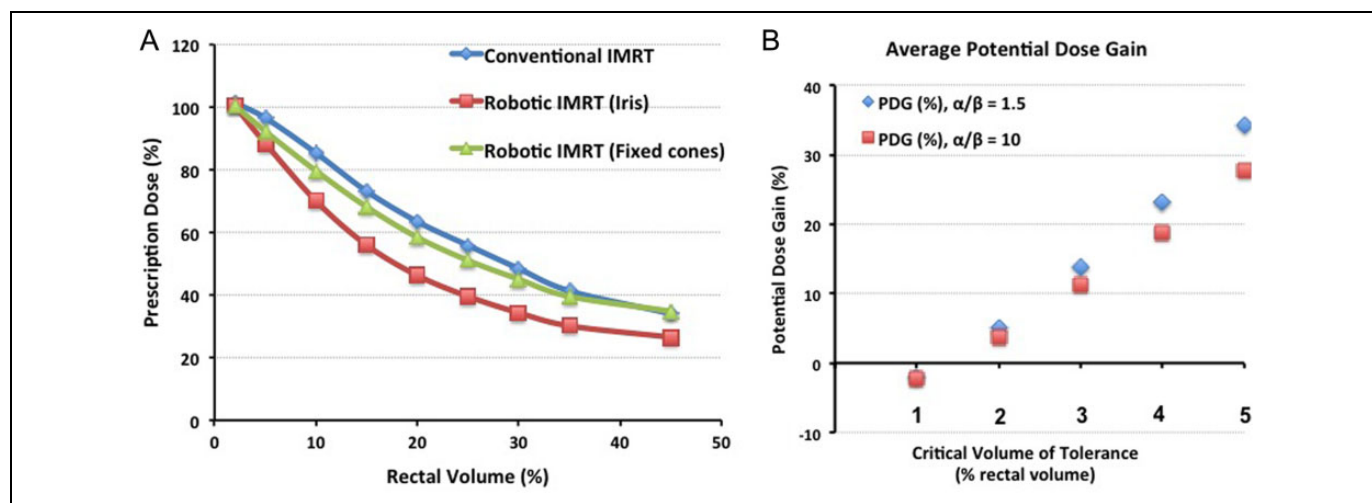 A
120
100
80
60
40
20
0
0 10 20 30 40 50
Prescription Dose (%)
Rectal Volume (%)
Conventional IMRT
Robotic IMRT (Iris)
Robotic IMRT (Fixed cones)
B
Average Potential Dose Gain
40
30
20
10
0
-10
1 2 3 4 5
Potential Dose Gain (%)
PDG (%), α/β = 1.5
PDG (%), α/β = 10
Critical Volume of Tolerance
(% rectal volume)